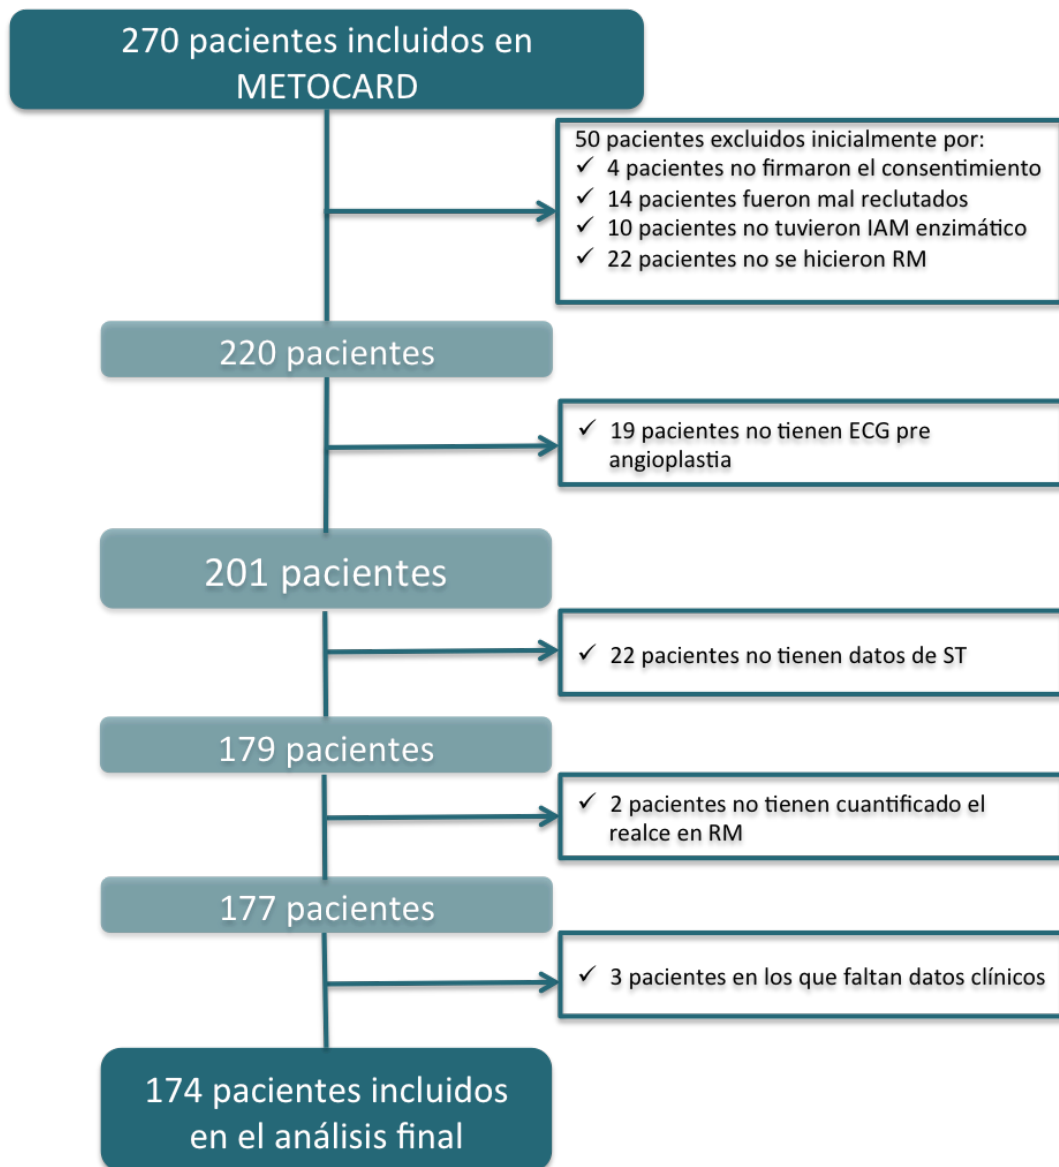 270 pacientes incluidos en
METOCARD
50 pacientes excluidos inicialmente por:
✓ 4 pacientes no firmaron el consentimiento
✓ 14 pacientes fueron mal reclutados
✓ 10 pacientes no tuvieron IAM enzimático
✓ 22 pacientes no se hicieron RM
220 pacientes
✓ 19 pacientes no tienen ECG pre
angioplastia
201 pacientes
✓ 22 pacientes no tienen datos de ST
179 pacientes
✓ 2 pacientes no tienen cuantificado el
realce en RM
177 pacientes
✓ 3 pacientes en los que faltan datos clínicos
174 pacientes incluidos
en el análisis final